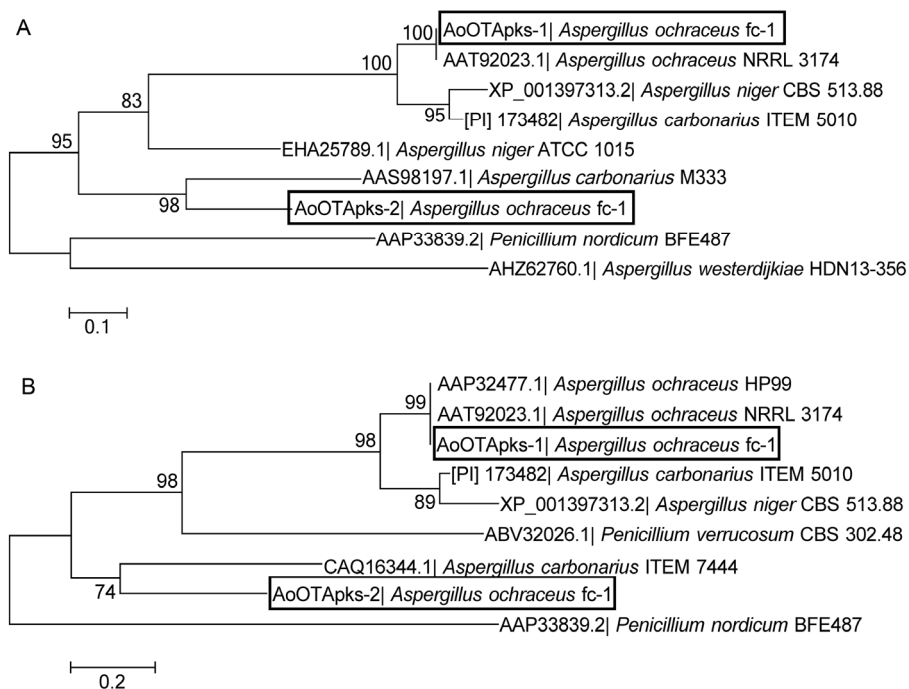 A
100
AoOTApks-1| Aspergillus ochraceus fc-1
100
AAT92023.1| Aspergillus ochraceus NRRL 3174
XP_001397313.2| Aspergillus niger CBS 513.88
83
95
[PI] 173482| Aspergillus carbonarius ITEM 5010
95
EHA25789.1| Aspergillus niger ATCC 1015
AAS98197.1| Aspergillus carbonarius M333
98
AoOTApks-2| Aspergillus ochraceus fc-1
AAP33839.2| Penicillium nordicum BFE487
AHZ62760.1| Aspergillus westerdijkiae HDN13-356
0.1
B
AAP32477.1| Aspergillus ochraceus HP99
99
AAT92023.1| Aspergillus ochraceus NRRL 3174
98
AoOTApks-1| Aspergillus ochraceus fc-1
98
[PI] 173482| Aspergillus carbonarius ITEM 5010
89
XP_001397313.2| Aspergillus niger CBS 513.88
ABV32026.1| Penicillium verrucosum CBS 302.48
CAQ16344.1| Aspergillus carbonarius ITEM 7444
74
AoOTApks-2| Aspergillus ochraceus fc-1
AAP33839.2| Penicillium nordicum BFE487
0.2